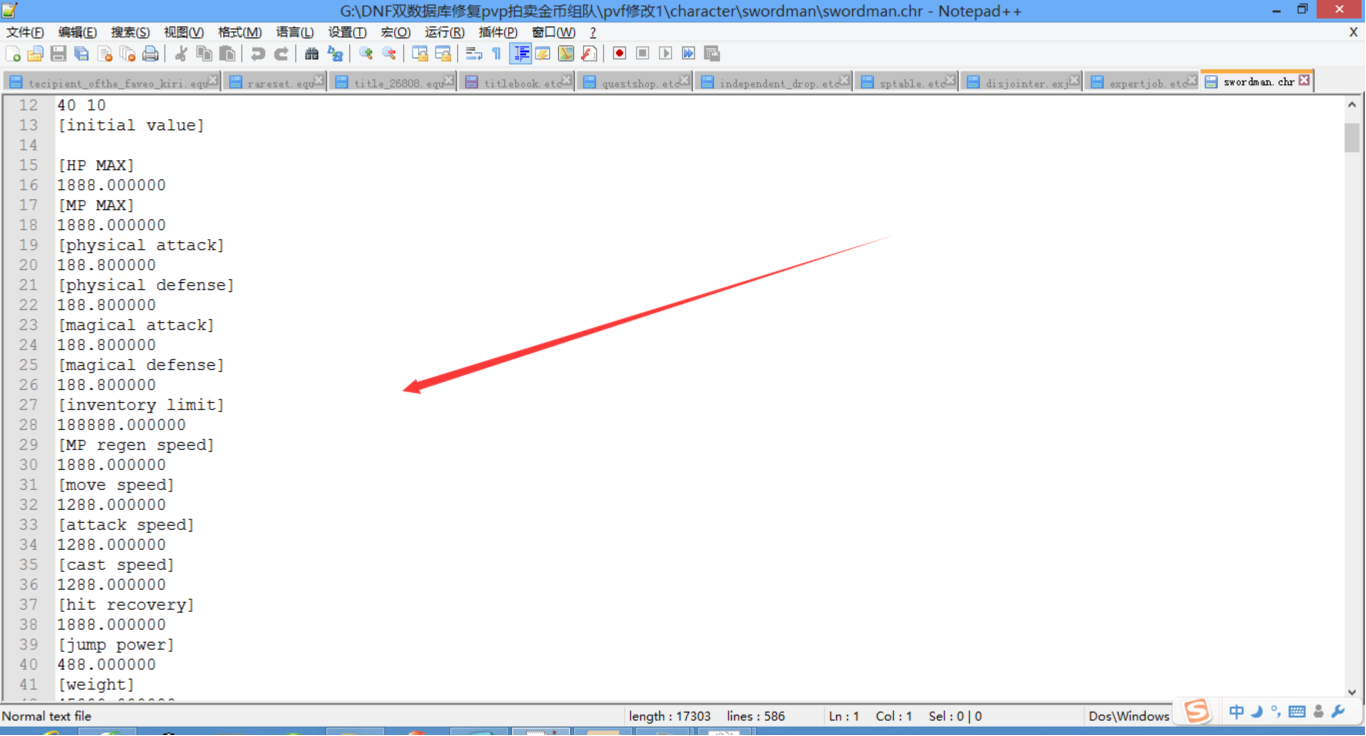 G:\DNF双数据库修复pvp拍卖金币组队\pvf修改1\character\swordman\swordman.chr - Notepad++
文件(F) 编辑(E) 搜索(S) 视图(V) 格式(M) 语言(L) 设置(T) 宏(O) 运行(R) 插件(P) 窗口(W) ? X
tecipient_ofthe_faveo_kiri.equ rareset.equ title_26808.equ titlebook.etc questshop.etc independent_drop.etc sptable.etc disjointer.exj expertjob.etc swordman.chr
12 40 10
13 [initial value]
14
15 [HP MAX]
16 1888.000000
17 [MP MAX]
18 1888.000000
19 [physical attack]
20 188.800000
21 [physical defense]
22 188.800000
23 [magical attack]
24 188.800000
25 [magical defense]
26 188.800000
27 [inventory limit]
28 188888.000000
29 [MP regen speed]
30 1888.000000
31 [move speed]
32 1288.000000
33 [attack speed]
34 1288.000000
35 [cast speed]
36 1288.000000
37 [hit recovery]
38 1888.000000
39 [jump power]
40 488.000000
41 [weight]
Normal text file length : 17303 lines : 586 Ln : 1 Col : 1 Sel : 0 | 0 Dos\Windows S 中